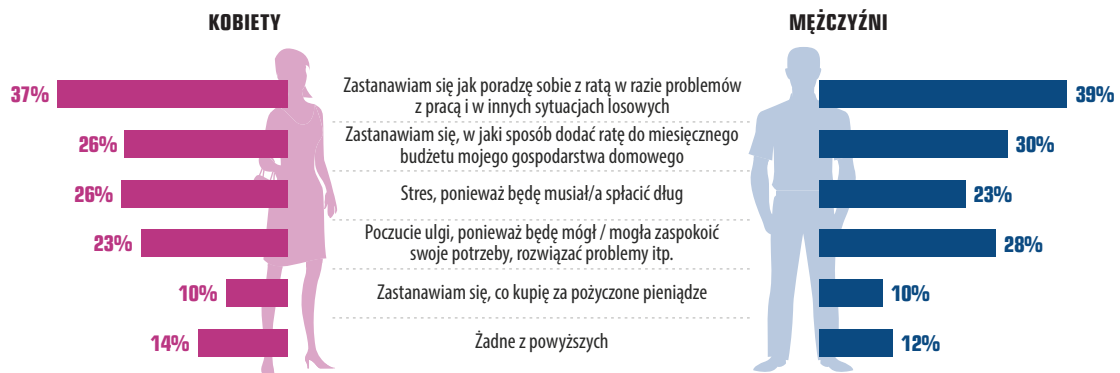 KOBIETY
MĘŻCZYŹNI
37%
Zastanawiam się jak poradzę sobie z ratą w razie problemów
z pracą i w innych sytuacjach losowych
39%
26%
Zastanawiam się, w jaki sposób dodać ratę do miesięcznego
budżetu mojego gospodarstwa domowego
30%
26%
Stres, ponieważ będę musiał/a spłacić dług
23%
23%
Poczucie ulgi, ponieważ będę mógł / mogła zaspokoić
swoje potrzeby, rozwiązać problemy itp.
28%
10%
Zastanawiam się, co kupię za pożyczone pieniądze
10%
14%
Żadne z powyższych
12%